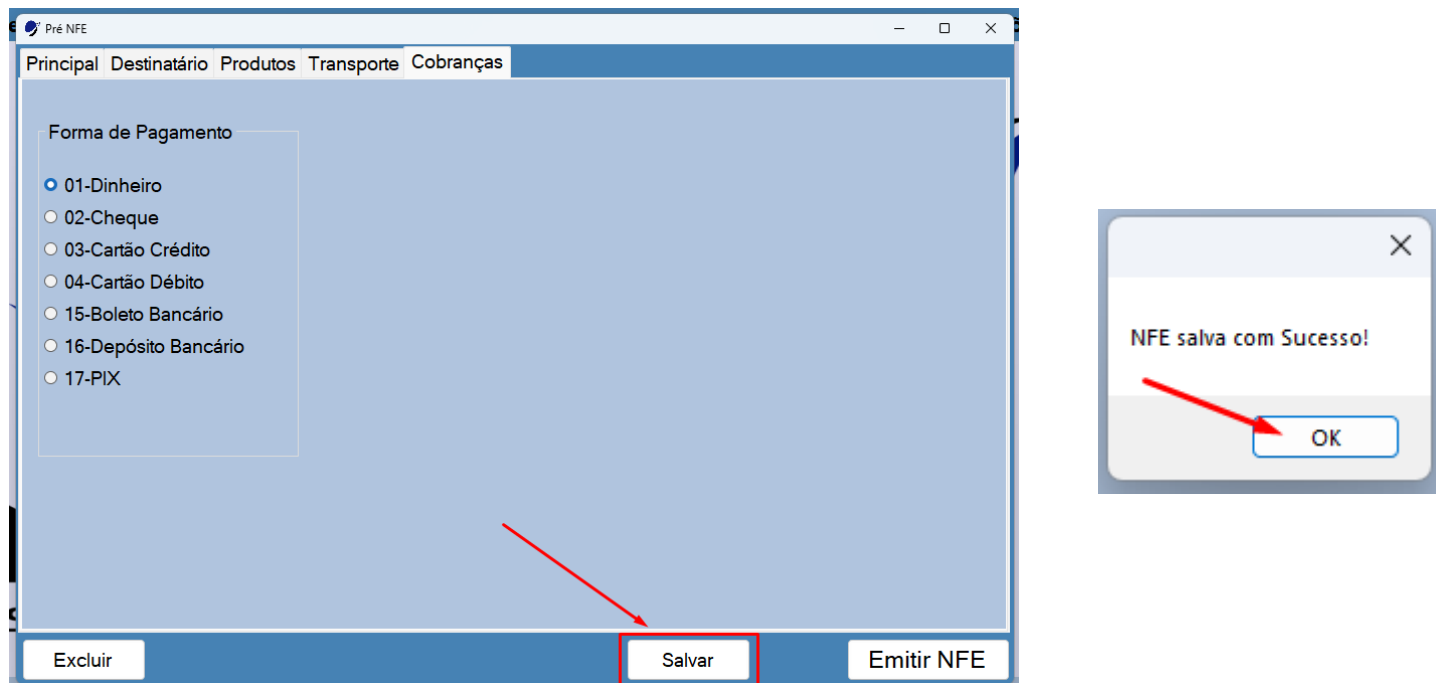 Pré NFE
Principal Destinatário Produtos Transporte Cobranças
Forma de Pagamento
01-Dinheiro
02-Cheque
03-Cartão Crédito
04-Cartão Débito
15-Boleto Bancário
16-Depósito Bancário
17-PIX
Excluir Salvar Emitir NFE
NFE salva com Sucesso!
OK